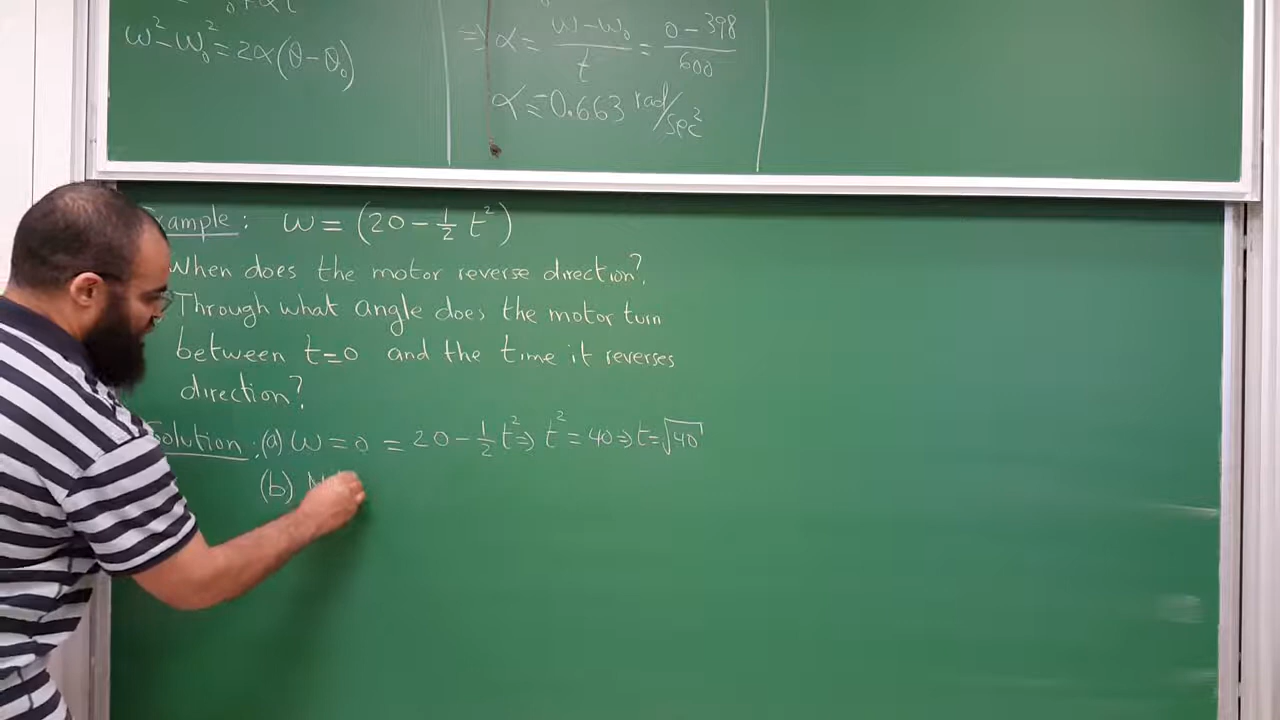 ω²-ω₀²=2α(θ-θ₀)
⇒ α = (ω-ω₀)/t = (0-398)/600
α = -0.663 rad/sec²
Example: ω = (20 - 1/2 t²)
When does the motor reverse direction?
Through what angle does the motor turn
between t=0 and the time it reverses
direction?
Solution: (a) ω = 0 = 20 - 1/2 t² ⇒ t² = 40 ⇒ t = √40
(b)